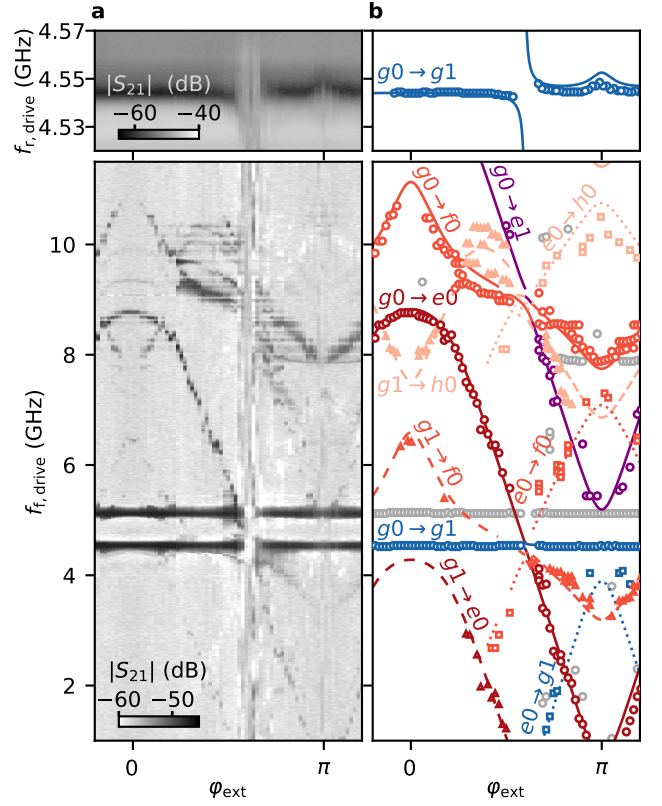 a
b
4.57
4.55
4.53
f_r, drive (GHz)
|S₂₁| (dB)
−60 −40
g0→g1
10
8
6
4
2
f_f, drive (GHz)
|S₂₁| (dB)
−60 −50
g0→f0
g0→e1
e0→h0
g0→e0
g1→h0
g1→f0
e0→f0
g0→g1
g1→e0
e0→g1
0 π
φ_ext
0 π
φ_ext